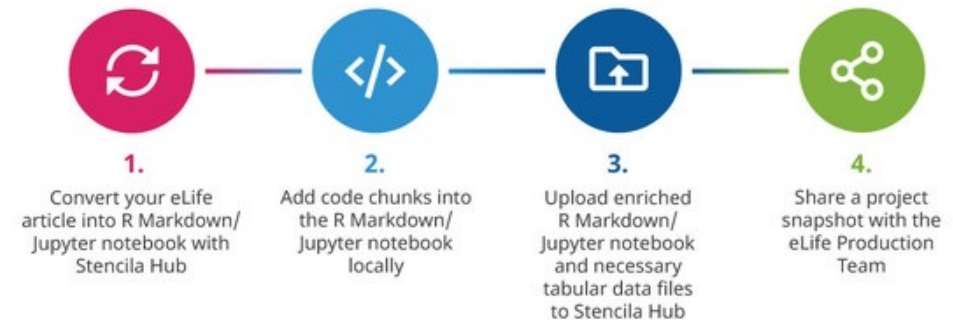 1.
Convert your eLife
article into R Markdown/
Jupyter notebook with
Stencila Hub
2.
Add code chunks into
the R Markdown/
Jupyter notebook
locally
3.
Upload enriched
R Markdown/
Jupyter notebook
and necessary
tabular data files
to Stencila Hub
4.
Share a project
snapshot with the
eLife Production
Team